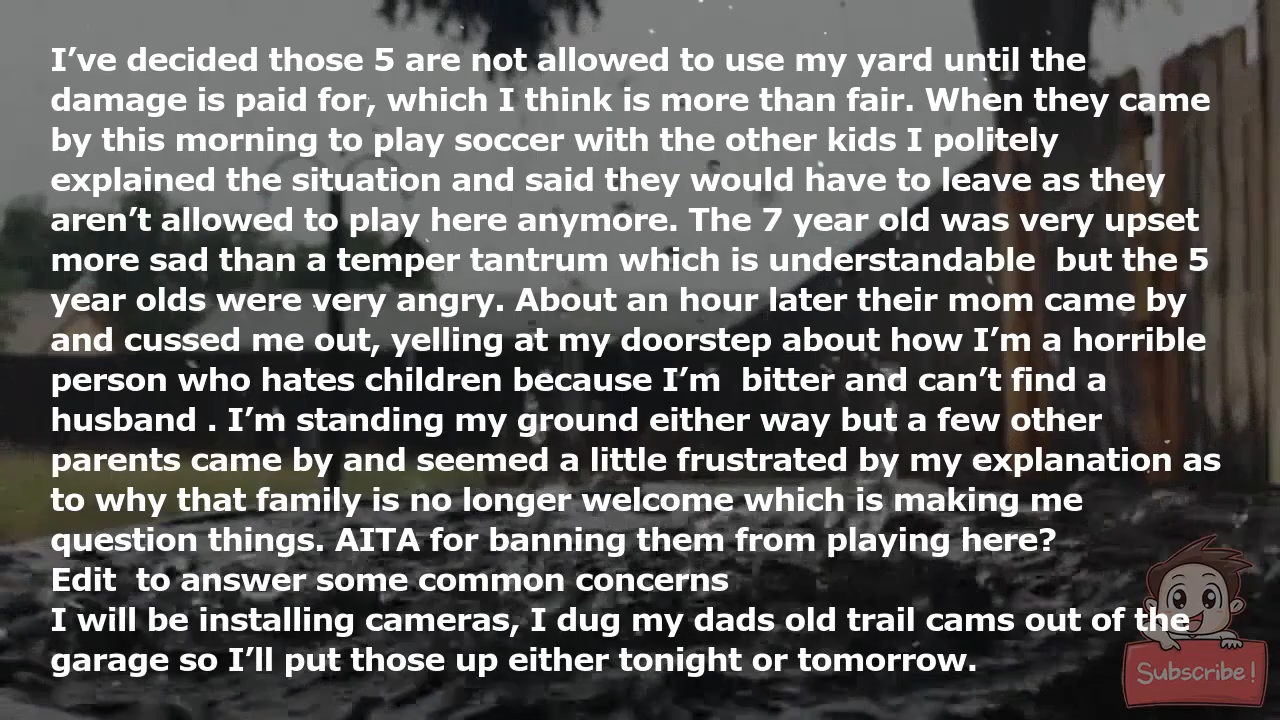 I’ve decided those 5 are not allowed to use my yard until the
damage is paid for, which I think is more than fair. When they came
by this morning to play soccer with the other kids I politely
explained the situation and said they would have to leave as they
aren’t allowed to play here anymore. The 7 year old was very upset
more sad than a temper tantrum which is understandable  but the 5
year olds were very angry. About an hour later their mom came by
and cussed me out, yelling at my doorstep about how I’m a horrible
person who hates children because I’m  bitter and can’t find a
husband . I’m standing my ground either way but a few other
parents came by and seemed a little frustrated by my explanation as
to why that family is no longer welcome which is making me
question things. AITA for banning them from playing here?
Edit  to answer some common concerns
I will be installing cameras, I dug my dads old trail cams out of the
garage so I’ll put those up either tonight or tomorrow.
Subscribe!